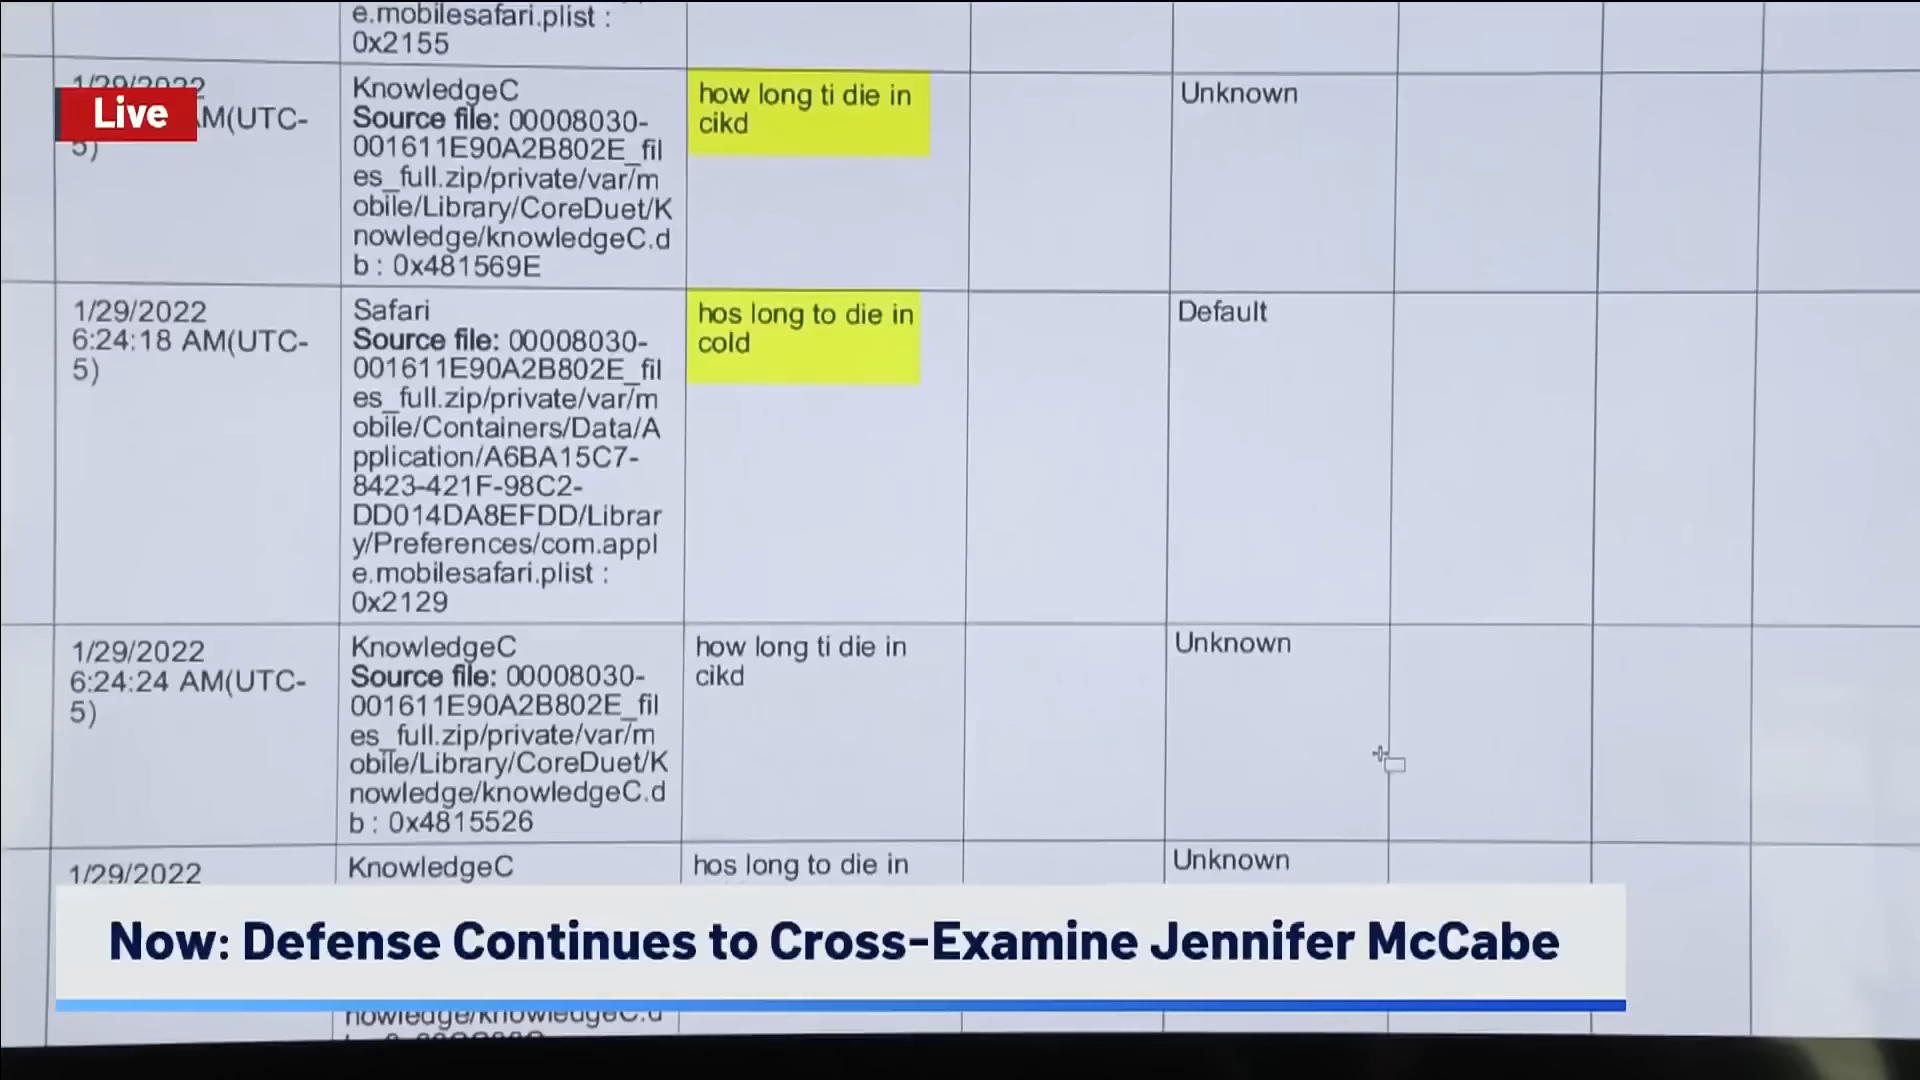 e.mobilesafari.plist :
0x2155
1/29/2022
Live
AM(UTC-
5)
KnowledgeC
Source file: 00008030-
001611E90A2B802E_fil
es_full.zip/private/var/m
obile/Library/CoreDuet/K
nowledge/knowledgeC.d
b : 0x481569E
how long ti die in
cikd
Unknown
1/29/2022
6:24:18 AM(UTC-
5)
Safari
Source file: 00008030-
001611E90A2B802E_fil
es_full.zip/private/var/m
obile/Containers/Data/A
pplication/A6BA15C7-
8423-421F-98C2-
DD014DA8EFDD/Librar
y/Preferences/com.appl
e.mobilesafari.plist :
0x2129
hos long to die in
cold
Default
1/29/2022
6:24:24 AM(UTC-
5)
KnowledgeC
Source file: 00008030-
001611E90A2B802E_fil
es_full.zip/private/var/m
obile/Library/CoreDuet/K
nowledge/knowledgeC.d
b : 0x4815526
how long ti die in
cikd
Unknown
1/29/2022
KnowledgeC
hos long to die in
Unknown
Now: Defense Continues to Cross-Examine Jennifer McCabe
nowledge/knowledgeC.d